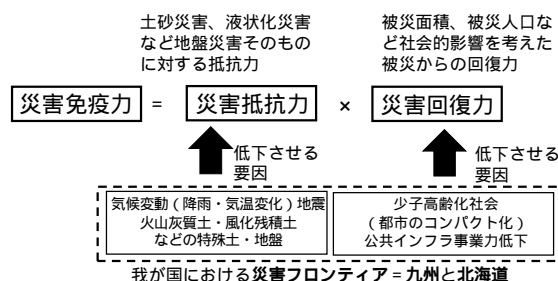 土砂災害、液状化災害
など地盤災害そのもの
に対する抵抗力
被災面積、被災人口な
ど社会的影響を考えた
被災からの回復力
災害免疫力 = 災害抵抗力 × 災害回復力
低下させる
要因
低下させる
要因
気候変動(降雨・気温変化)地震
火山灰質土・風化残積土
などの特殊土・地盤
少子高齢化社会
(都市のコンパクト化)
公共インフラ事業力低下
我が国における災害フロンティア=九州と北海道